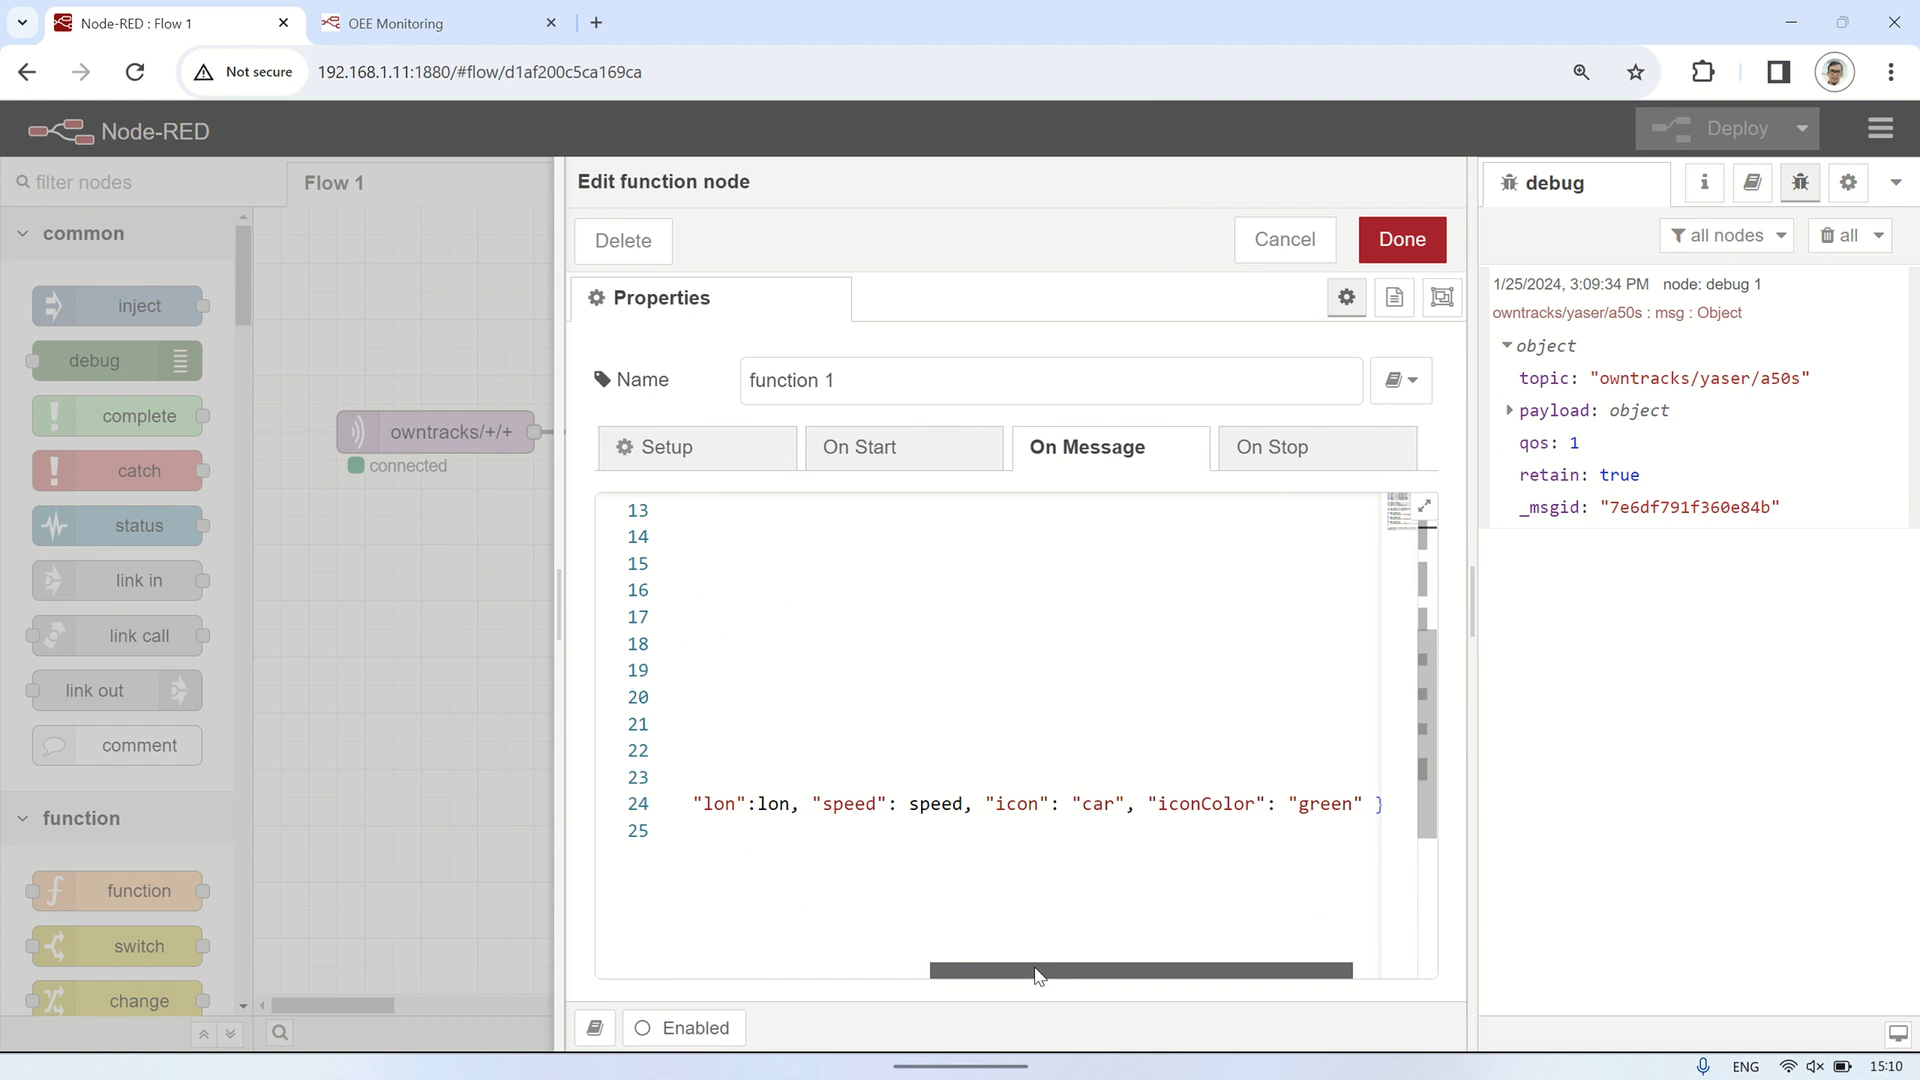 Node-RED : Flow 1
OEE Monitoring
Not secure
192.168.1.11:1880/#flow/d1af200c5ca169ca
Node-RED
Deploy
filter nodes
Flow 1
common
inject
debug
complete
catch
status
link in
link call
link out
comment
function
function
switch
change
owntracks/+/+
connected
Edit function node
Delete
Cancel
Done
Properties
Name
function 1
Setup
On Start
On Message
On Stop
13
14
15
16
17
18
19
20
21
22
23
24 "lon":lon, "speed": speed, "icon": "car", "iconColor": "green" }
25
Enabled
debug
all nodes
all
1/25/2024, 3:09:34 PM node: debug 1
owntracks/yaser/a50s : msg : Object
object
topic: "owntracks/yaser/a50s"
payload: object
qos: 1
retain: true
_msgid: "7e6df791f360e84b"
ENG
15:10